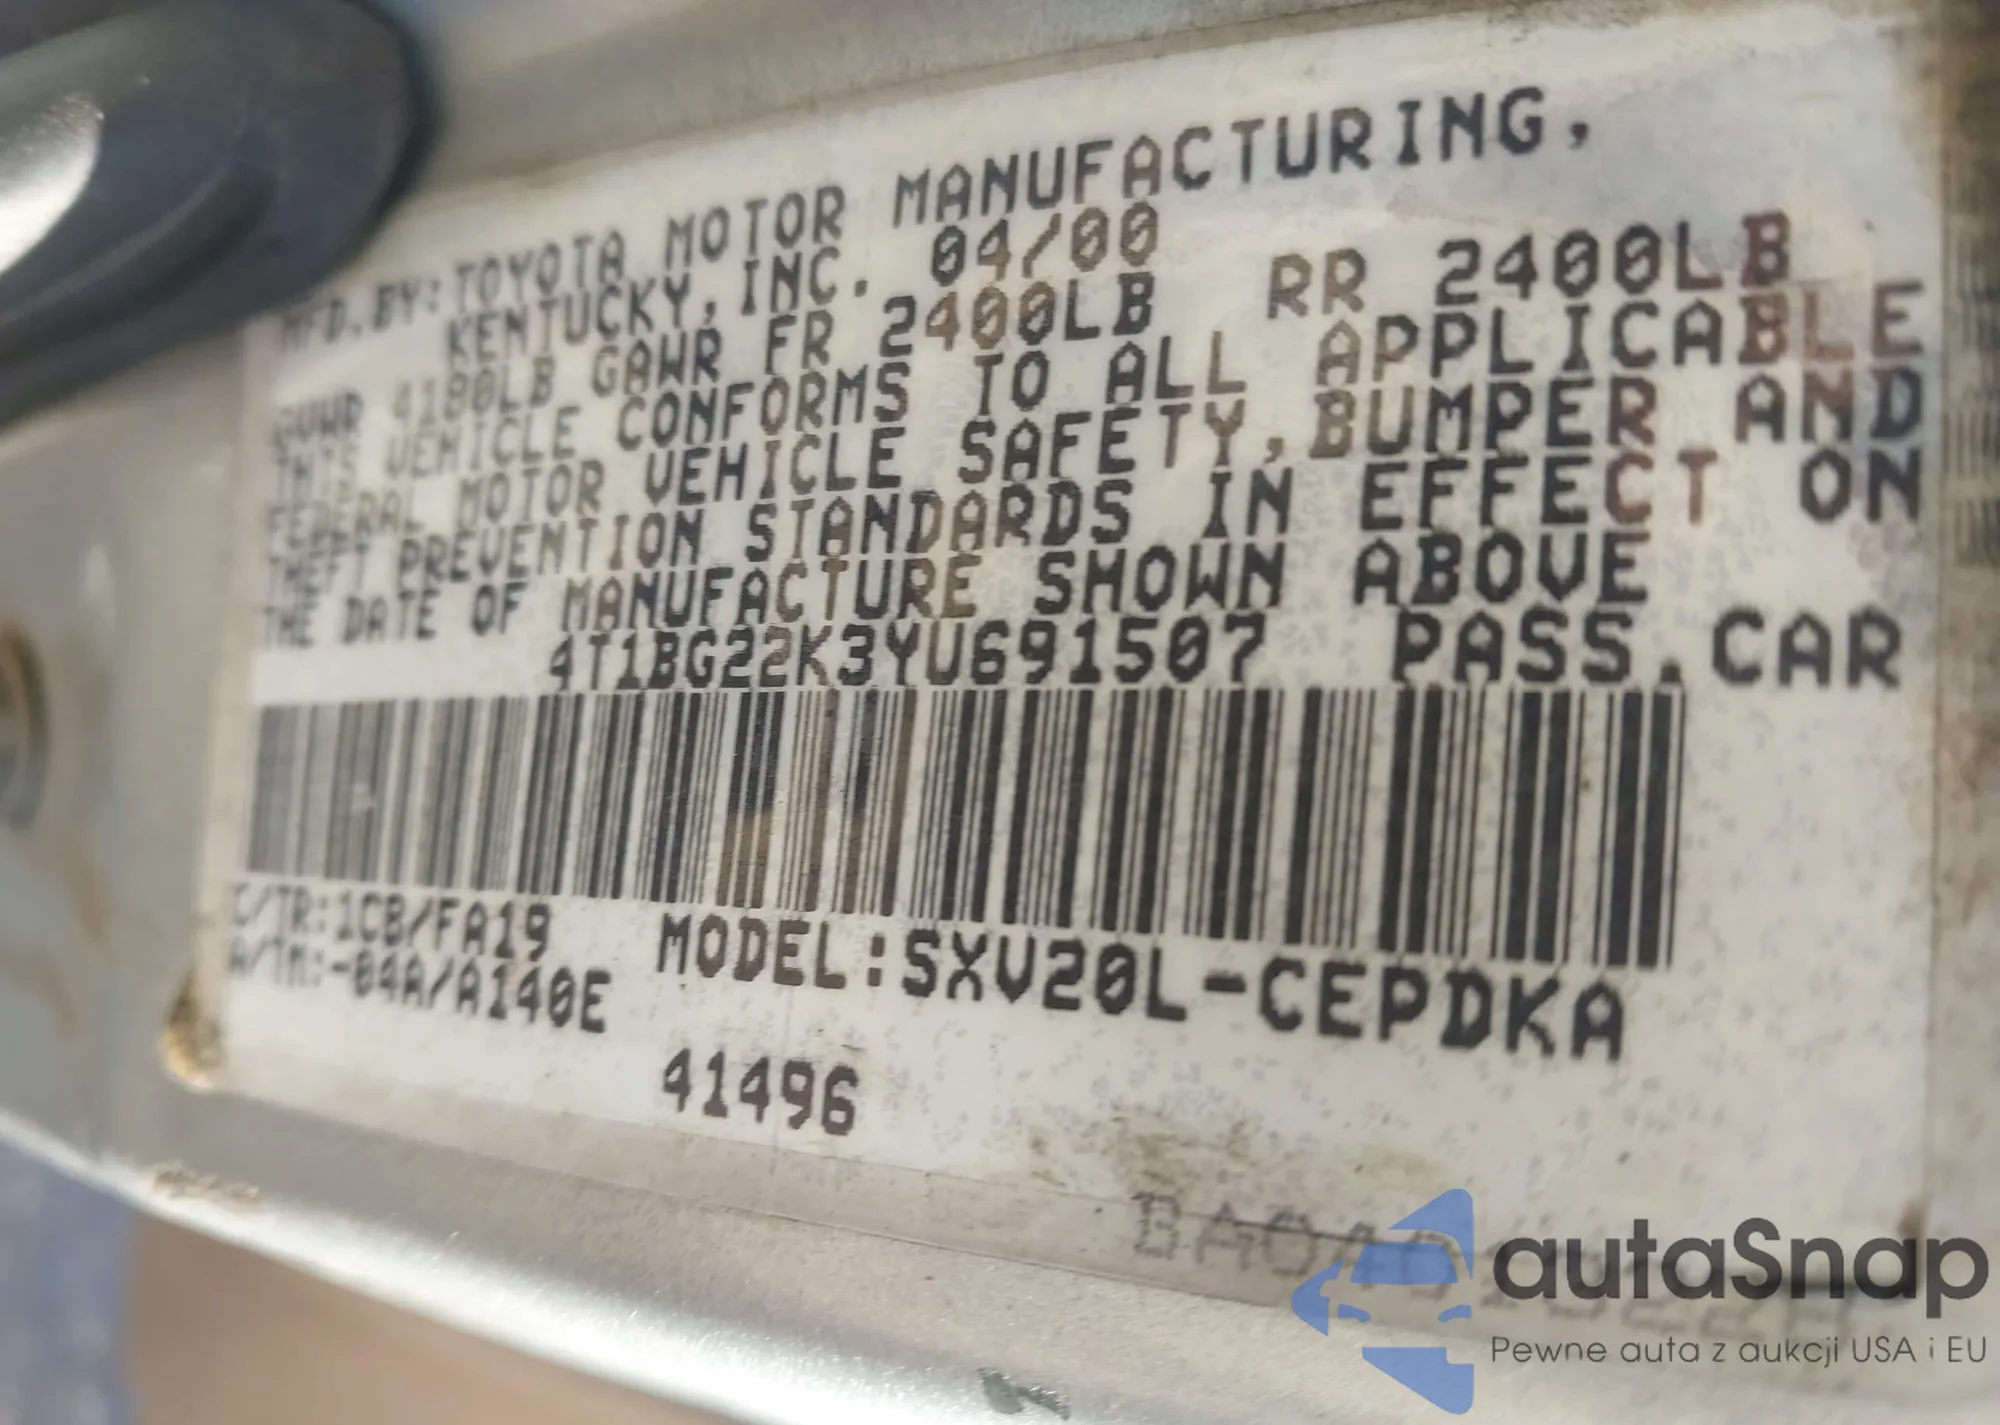 MFD.BY:TOYOTA MOTOR MANUFACTURING,
KENTUCKY,INC. 04/00
GVWR 4180LB GAWR FR 2400LB RR 2400LB
THIS VEHICLE CONFORMS TO ALL APPLICABLE
FEDERAL MOTOR VEHICLE SAFETY,BUMPER AND
THEFT PREVENTION STANDARDS IN EFFECT ON
THE DATE OF MANUFACTURE SHOWN ABOVE
4T1BG22K3YU691507 PASS.CAR
C/TR:1CB/FA19 MODEL:SXV20L-CEPDKA
A/TM:-04A/A140E
41496
autaSnap
Pewne auta z aukcji USA i EU